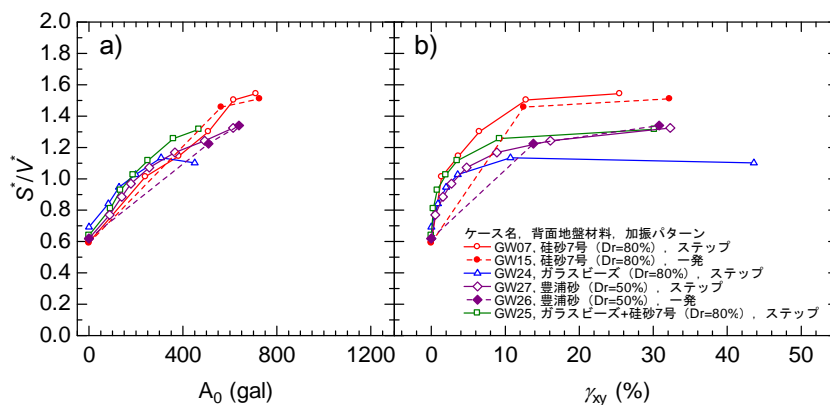 a)
b)
S*/V*
2.0
1.8
1.6
1.4
1.2
1.0
0.8
0.6
0.4
0.2
0.0
ケース名，背面地盤材料，加振パターン
GW07, 硅砂7号（Dr=80%），ステップ
GW15, 硅砂7号（Dr=80%），一発
GW24, ガラスビーズ（Dr=80%），ステップ
GW27, 豊浦砂（Dr=50%），ステップ
GW26, 豊浦砂（Dr=50%），一発
GW25, ガラスビーズ+硅砂7号（Dr=80%），ステップ
0 400 800 1200
0 10 20 30 40 50
A0 (gal)
γxy (%)